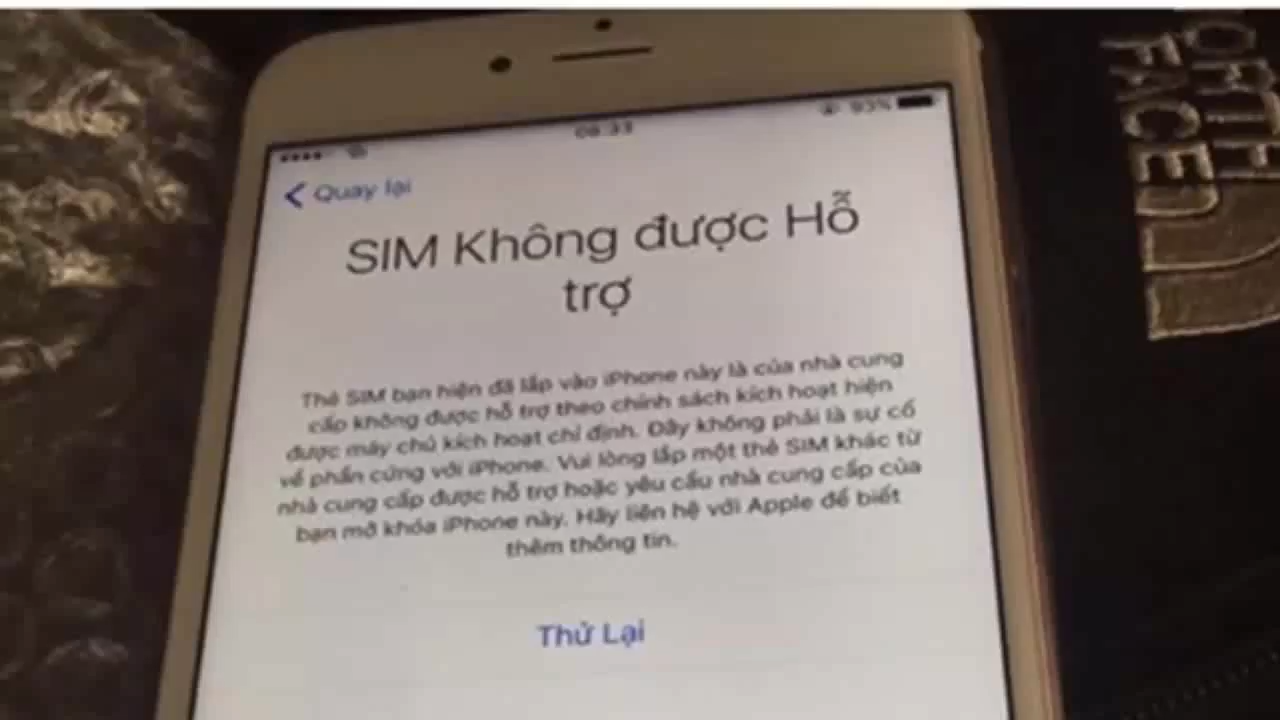 08:33
93%
Quay lại
SIM Không được Hỗ
trợ
Thẻ SIM bạn hiện đã lắp vào iPhone này là của nhà cung
cấp không được hỗ trợ theo chính sách kích hoạt hiện
được máy chủ kích hoạt chỉ định. Đây không phải là sự cố
về phần cứng với iPhone. Vui lòng lắp một thẻ SIM khác từ
nhà cung cấp được hỗ trợ hoặc yêu cầu nhà cung cấp của
bạn mở khóa iPhone này. Hãy liên hệ với Apple để biết
thêm thông tin.
Thử Lại
FACE